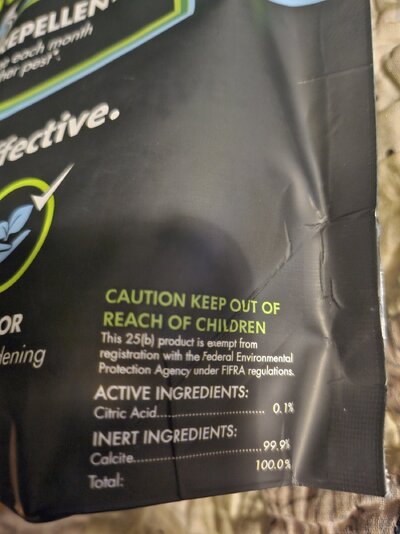 REPELLEN
e each month
her pest*.
ffective.
OR
dening
CAUTION KEEP OUT OF
REACH OF CHILDREN
This 25(b) product is exempt from
registration with the Federal Environmental
Protection Agency under FIFRA regulations.
ACTIVE INGREDIENTS:
Citric Acid.......................... 0.1%
INERT INGREDIENTS:
Calcite................................ 99.9%
Total: 100.0%